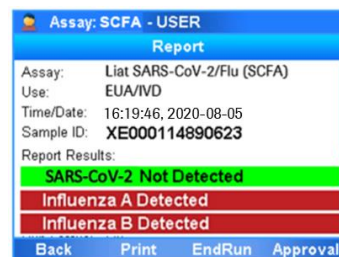 Assay: SCFA - USER
Report
Assay: Liat SARS-CoV-2/Flu (SCFA)
Use: EUA/IVD
Time/Date: 16:19:46, 2020-08-05
Sample ID: XE000114890623
Report Results:
SARS-CoV-2 Not Detected
Influenza A Detected
Influenza B Detected
Back Print EndRun Approval